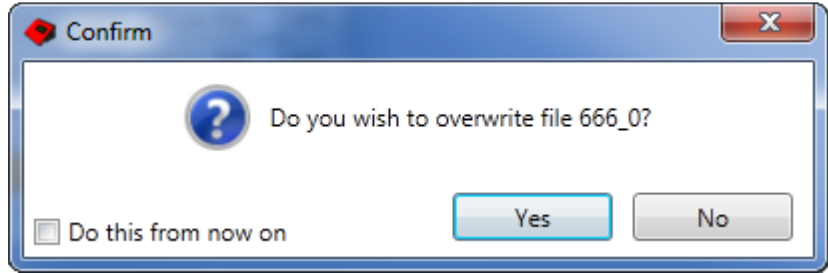 Confirm
Do you wish to overwrite file 666_0?
Do this from now on
Yes
No